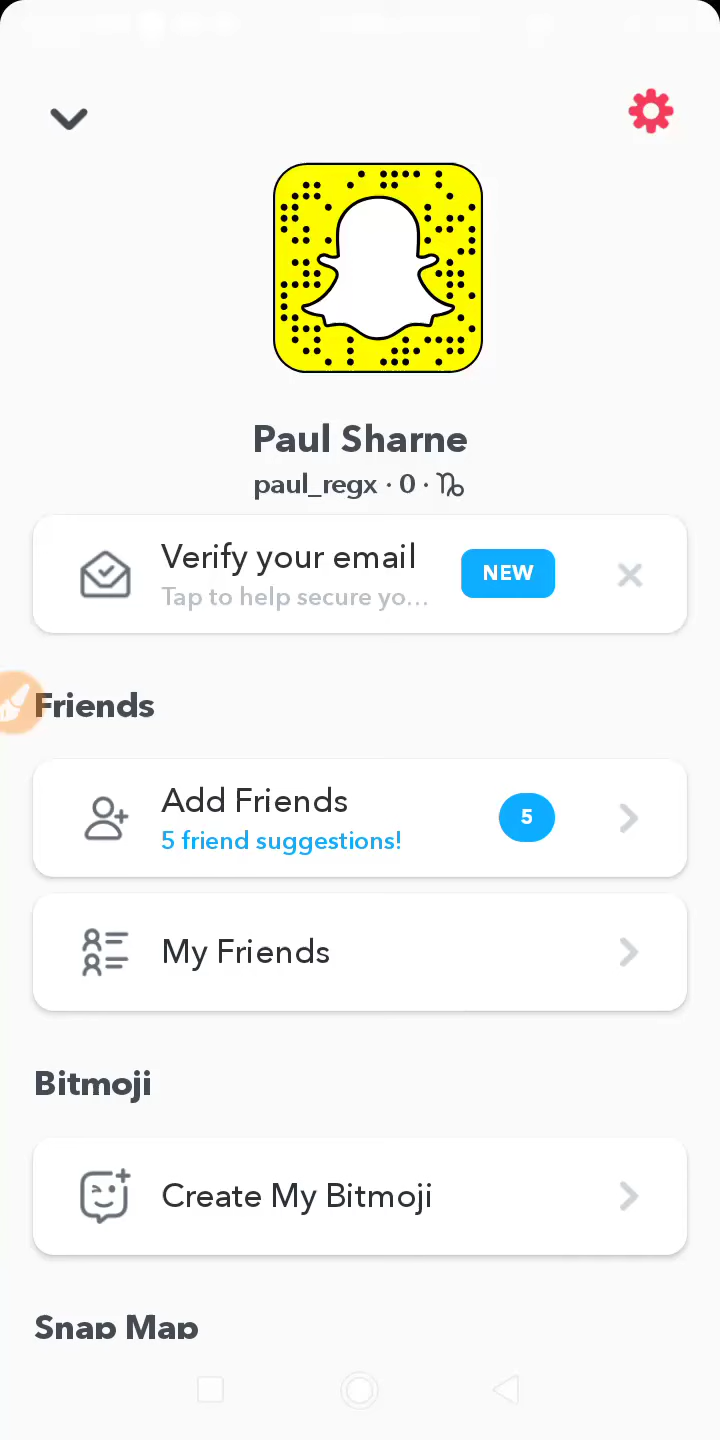 Paul Sharne
paul_regx · 0 · ♑
Verify your email
Tap to help secure yo...
NEW
Friends
Add Friends
5 friend suggestions!
5
My Friends
Bitmoji
Create My Bitmoji
Snap Map